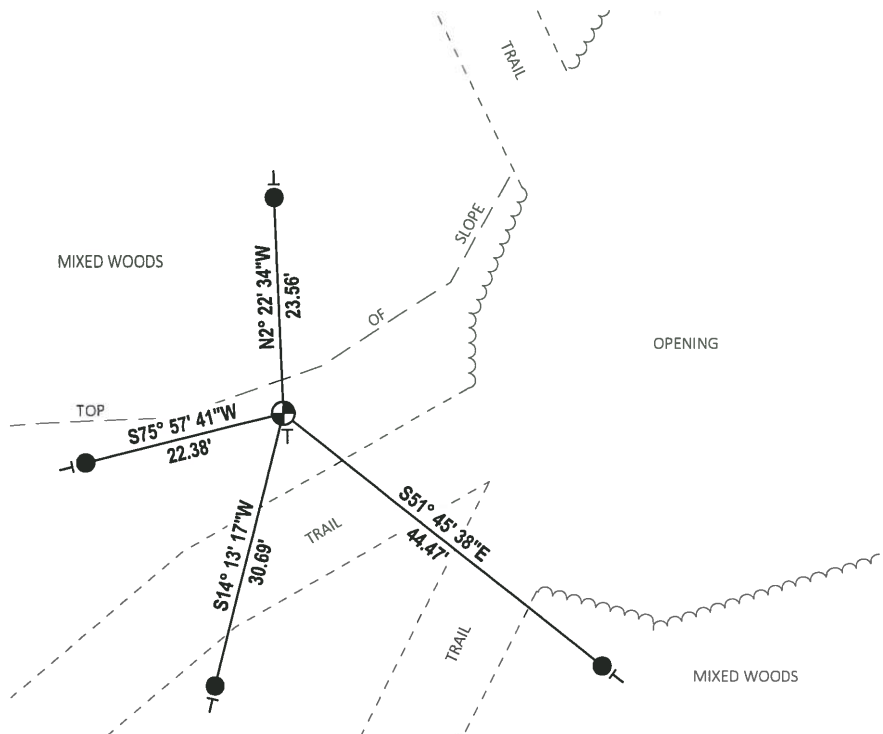 TRAIL
SLOPE
MIXED WOODS
N2° 22' 34"W
23.56'
OF
OPENING
TOP
S75° 57' 41"W
22.38'
T
S51° 45' 38"E
44.47'
TRAIL
S14° 13' 17"W
30.69'
TRAIL
MIXED WOODS